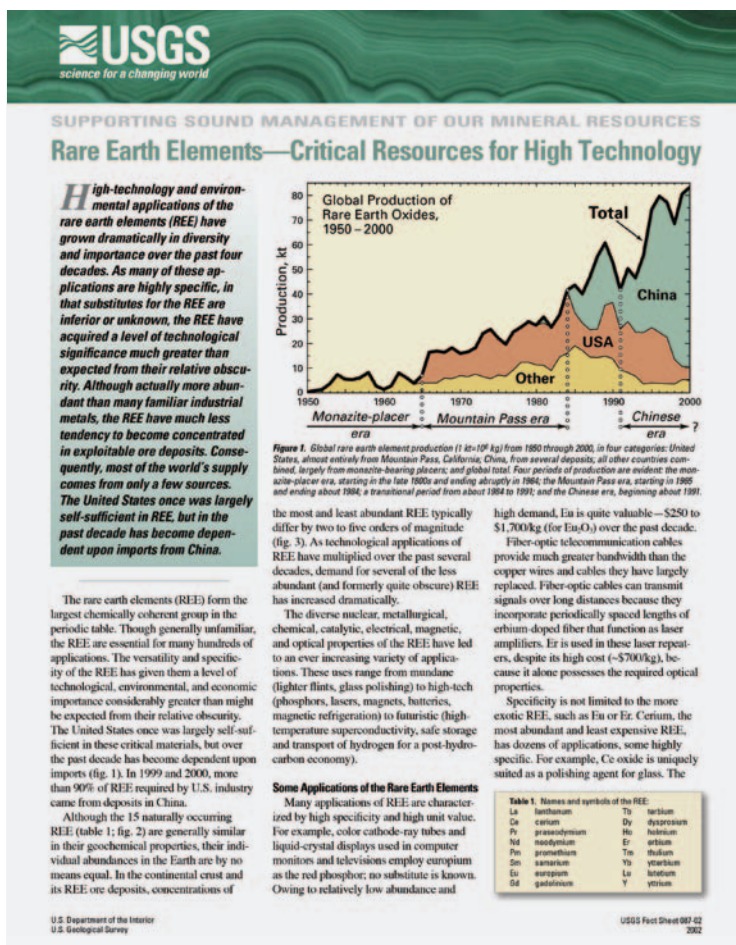 USGS
science for a changing world
SUPPORTING SOUND MANAGEMENT OF OUR MINERAL RESOURCES
Rare Earth Elements—Critical Resources for High Technology
High-technology and environ-
mental applications of the
rare earth elements (REE) have
grown dramatically in diversity
and importance over the past four
decades. As many of these ap-
plications are highly specific, in
that substitutes for the REE are
inferior or unknown, the REE have
acquired a level of technological
significance much greater than
expected from their relative obscu-
rity. Although actually more abun-
dant than many familiar industrial
metals, the REE have much less
tendency to become concentrated
in exploitable ore deposits. Conse-
quently, most of the world's supply
comes from only a few sources.
The United States once was largely
self-sufficient in REE, but in the
past decade has become depen-
dent upon imports from China.
The rare earth elements (REE) form the
largest chemically coherent group in the
periodic table. Though generally unfamiliar,
the REE are essential for many hundreds of
applications. The versatility and specific-
ity of the REE has given them a level of
technological, environmental, and economic
importance considerably greater than might
be expected from their relative obscurity.
The United States once was largely self-suf-
ficient in these critical materials, but over
the past decade has become dependent upon
imports (fig. 1). In 1999 and 2000, more
than 90% of REE required by U.S. industry
came from deposits in China.
Although the 15 naturally occurring
REE (table 1; fig. 2) are generally similar
in their geochemical properties, their indi-
vidual abundances in the Earth are by no
means equal. In the continental crust and
its REE ore deposits, concentrations of
Global Production of
Rare Earth Oxides,
1950 – 2000
Production, kt
80
70
60
50
40
30
20
10
0
Total
China
USA
Other
1950 1960 1970 1980 1990 2000
Monazite-placer
era
Mountain Pass era
Chinese
era
?
Figure 1. Global rare earth element production (1 kt=10⁶ kg) from 1950 through 2000, in four categories: United
States, almost entirely from Mountain Pass, California; China, from several deposits; all other countries com-
bined, largely from monazite-bearing placers; and global total. Four periods of production are evident: the mon-
azite-placer era, starting in the late 1800s and ending abruptly in 1964; the Mountain Pass era, starting in 1965
and ending about 1984; a transitional period from about 1984 to 1991; and the Chinese era, beginning about 1991.
the most and least abundant REE typically
differ by two to five orders of magnitude
(fig. 3). As technological applications of
REE have multiplied over the past several
decades, demand for several of the less
abundant (and formerly quite obscure) REE
has increased dramatically.
The diverse nuclear, metallurgical,
chemical, catalytic, electrical, magnetic,
and optical properties of the REE have led
to an ever increasing variety of applica-
tions. These uses range from mundane
(lighter flints, glass polishing) to high-tech
(phosphors, lasers, magnets, batteries,
magnetic refrigeration) to futuristic (high-
temperature superconductivity, safe storage
and transport of hydrogen for a post-hydro-
carbon economy).
Some Applications of the Rare Earth Elements
Many applications of REE are character-
ized by high specificity and high unit value.
For example, color cathode-ray tubes and
liquid-crystal displays used in computer
monitors and televisions employ europium
as the red phosphor; no substitute is known.
Owing to relatively low abundance and
high demand, Eu is quite valuable—$250 to
$1,700/kg (for Eu₂O₃) over the past decade.
Fiber-optic telecommunication cables
provide much greater bandwidth than the
copper wires and cables they have largely
replaced. Fiber-optic cables can transmit
signals over long distances because they
incorporate periodically spaced lengths of
erbium-doped fiber that function as laser
amplifiers. Er is used in these laser repeat-
ers, despite its high cost (~$700/kg), be-
cause it alone possesses the required optical
properties.
Specificity is not limited to the more
exotic REE, such as Eu or Er. Cerium, the
most abundant and least expensive REE,
has dozens of applications, some highly
specific. For example, Ce oxide is uniquely
suited as a polishing agent for glass. The
Table 1. Names and symbols of the REE:
La lanthanum Tb terbium
Ce cerium Dy dysprosium
Pr praseodymium Ho holmium
Nd neodymium Er erbium
Pm promethium Tm thulium
Sm samarium Yb ytterbium
Eu europium Lu lutetium
Gd gadolinium Y yttrium
U.S. Department of the Interior
U.S. Geological Survey
USGS Fact Sheet 087-02
2002